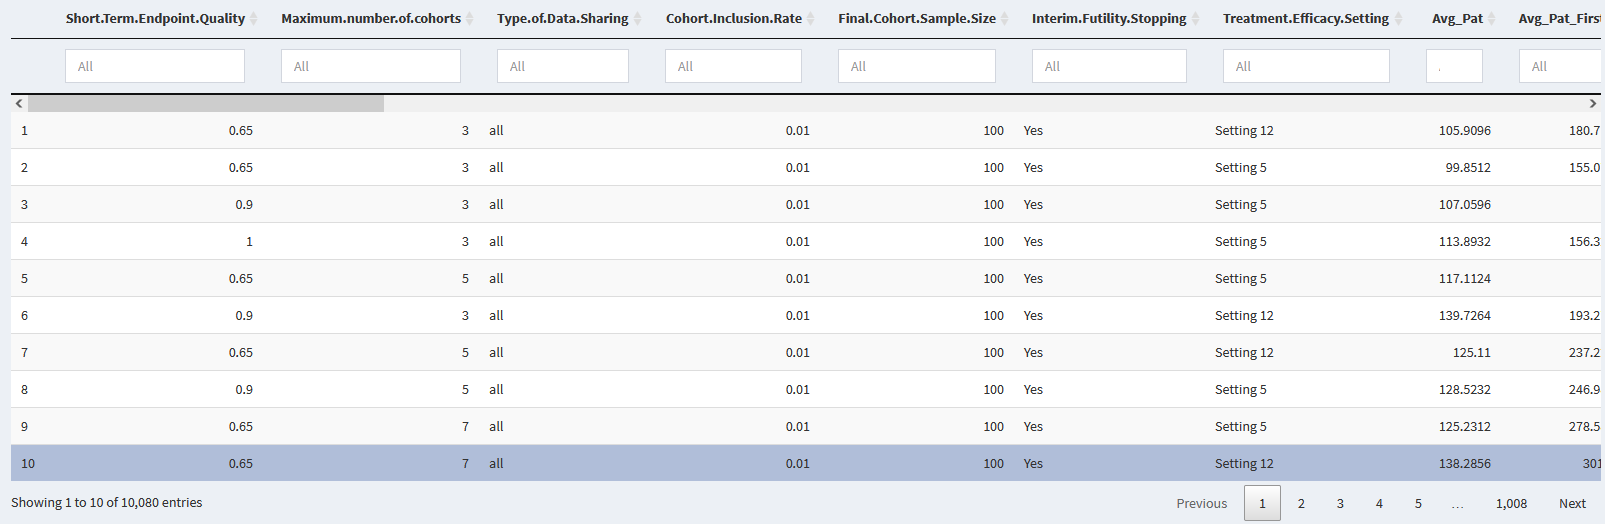 Short.Term.Endpoint.Quality Maximum.number.of.cohorts Type.of.Data.Sharing Cohort.Inclusion.Rate Final.Cohort.Sample.Size Interim.Futility.Stopping Treatment.Efficacy.Setting Avg_Pat Avg_Pat_First
All All All All All All All . All
1 0.65 3 all 0.01 100 Yes Setting 12 105.9096 180.7
2 0.65 3 all 0.01 100 Yes Setting 5 99.8512 155.0
3 0.9 3 all 0.01 100 Yes Setting 5 107.0596
4 1 3 all 0.01 100 Yes Setting 5 113.8932 156.3
5 0.65 5 all 0.01 100 Yes Setting 5 117.1124
6 0.9 3 all 0.01 100 Yes Setting 12 139.7264 193.2
7 0.65 5 all 0.01 100 Yes Setting 12 125.11 237.2
8 0.9 5 all 0.01 100 Yes Setting 5 128.5232 246.9
9 0.65 7 all 0.01 100 Yes Setting 5 125.2312 278.5
10 0.65 7 all 0.01 100 Yes Setting 12 138.2856 301
Showing 1 to 10 of 10,080 entries Previous 1 2 3 4 5 … 1,008 Next